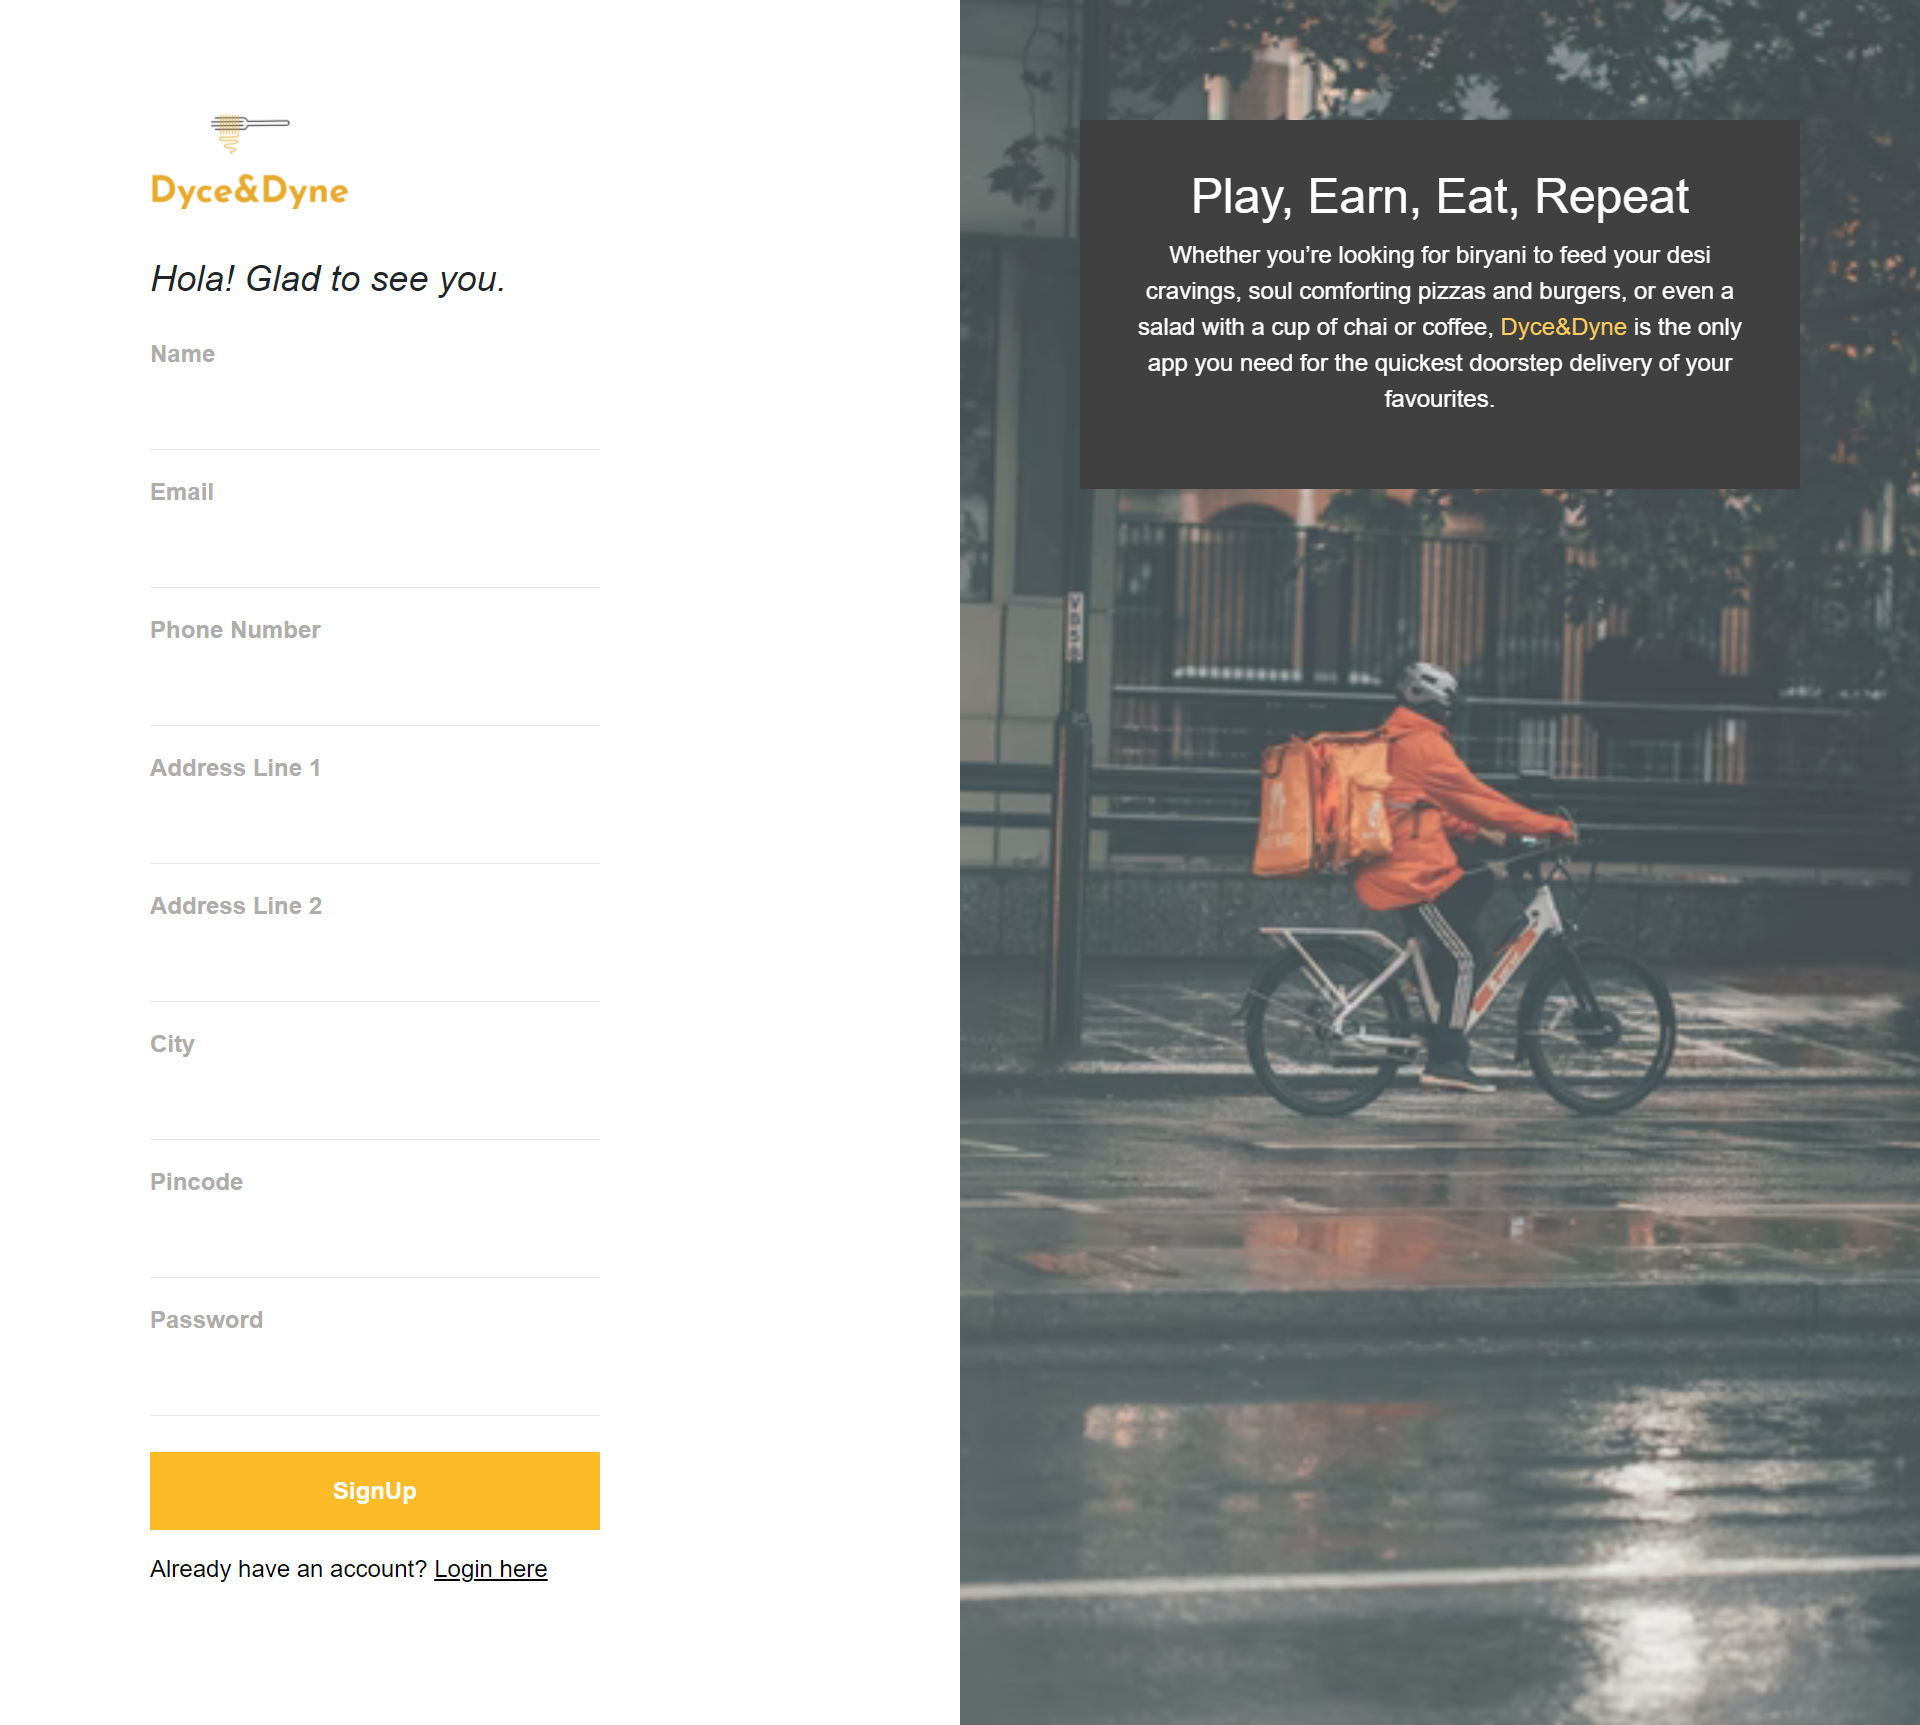 Dyce&Dyne
Hola! Glad to see you.
Name
Email
Phone Number
Address Line 1
Address Line 2
City
Pincode
Password
SignUp
Already have an account? Login here
Play, Earn, Eat, Repeat
Whether you’re looking for biryani to feed your desi
cravings, soul comforting pizzas and burgers, or even a
salad with a cup of chai or coffee, Dyce&Dyne is the only
app you need for the quickest doorstep delivery of your
favourites.